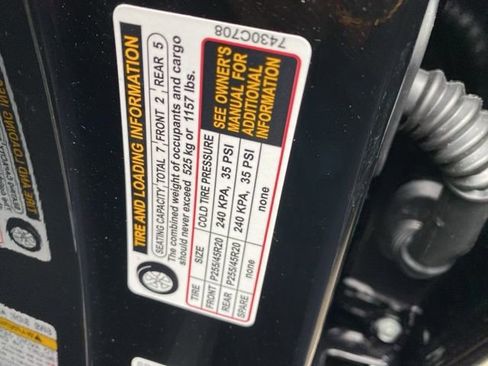 TIRE AND LOADING INFORMATION
SEATING CAPACITY, TOTAL 7, FRONT 2, REAR 5
The combined weight of occupants and cargo
should never exceed 525 kg or 1157 lbs.
TIRE SIZE COLD TIRE PRESSURE
FRONT P255/45R20 240 KPA, 35 PSI
REAR P255/45R20 240 KPA, 35 PSI
SPARE none none
SEE OWNER'S
MANUAL FOR
ADDITIONAL
INFORMATION
7430C708